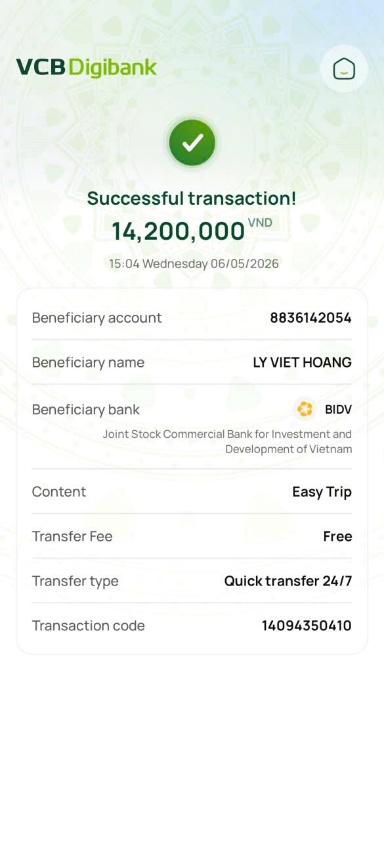 VCB Digibank
Successful transaction!
14,200,000 VND
15:04 Wednesday 06/05/2026
Beneficiary account 8836142054
Beneficiary name LY VIET HOANG
Beneficiary bank BIDV
Joint Stock Commercial Bank for Investment and
Development of Vietnam
Content Easy Trip
Transfer Fee Free
Transfer type Quick transfer 24/7
Transaction code 14094350410